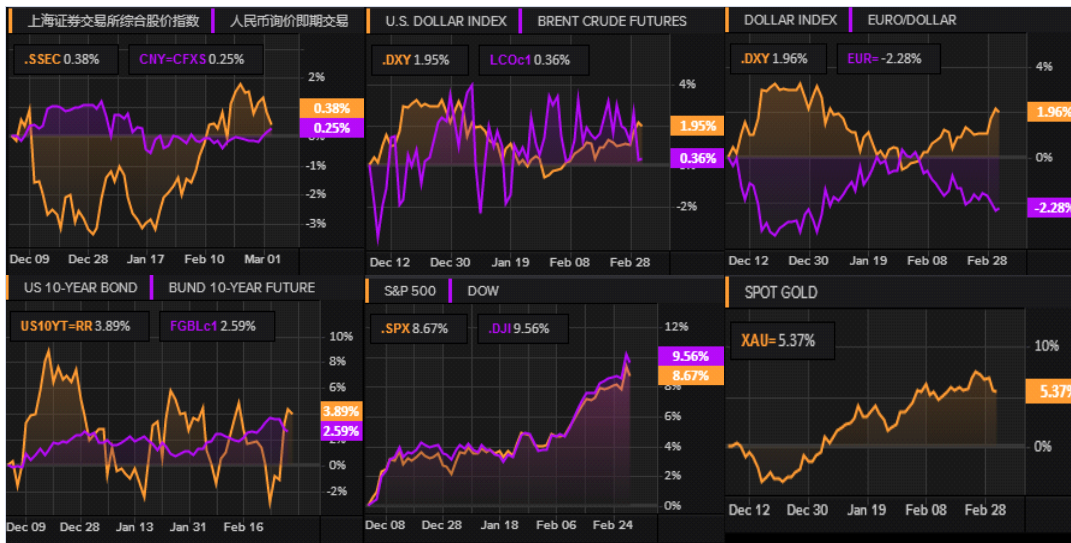 上海证券交易所综合股价指数 人民币询价即期交易
.SSEC 0.38% CNY=CFXS 0.25%
2%
0.38%
0.25%
0%
-1%
-2%
-3%
Dec 09 Dec 28 Jan 17 Feb 10 Mar 01
U.S. DOLLAR INDEX BRENT CRUDE FUTURES
.DXY 1.95% LCOc1 0.36%
4%
1.95%
0.36%
-2%
Dec 12 Dec 30 Jan 19 Feb 08 Feb 28
DOLLAR INDEX EURO/DOLLAR
.DXY 1.96% EUR= -2.28%
4%
1.96%
0%
-2.28%
Dec 12 Dec 30 Jan 19 Feb 08 Feb 28
US 10-YEAR BOND BUND 10-YEAR FUTURE
US10YT=RR 3.89% FGBLc1 2.59%
10%
8%
6%
3.89%
2.59%
0%
-2%
Dec 09 Dec 28 Jan 13 Jan 31 Feb 16
S&P 500 DOW
.SPX 8.67% .DJI 9.56%
12%
9.56%
8.67%
6%
4%
2%
0%
Dec 08 Dec 28 Jan 18 Feb 06 Feb 24
SPOT GOLD
XAU= 5.37%
10%
5.37%
0%
Dec 12 Dec 30 Jan 19 Feb 08 Feb 28